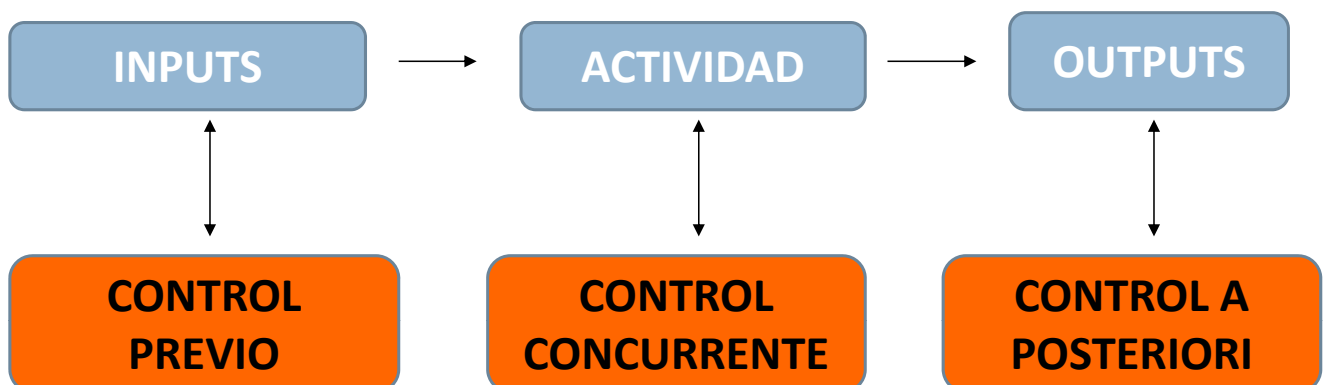 INPUTS
ACTIVIDAD
OUTPUTS
CONTROL
PREVIO
CONTROL
CONCURRENTE
CONTROL A
POSTERIORI